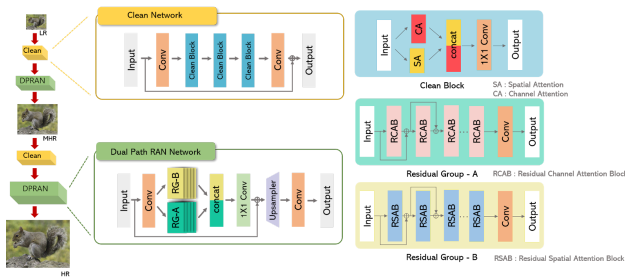 LR
Clean
DPRAN
MHR
Clean
DPRAN
HR
Clean Network
Input
Conv
Clean Block
Clean Block
Clean Block
Conv
Output
Dual Path RAN Network
Input
Conv
RG-B
RG-A
concat
1X1 Conv
Upsampler
Conv
Output
Input
CA
SA
concat
1X1 Conv
Output
Clean Block
SA : Spatial Attention
CA : Channel Attention
Input
RCAB
RCAB
RCAB
RCAB
Conv
Output
Residual Group - A
RCAB : Residual Channel Attention Block
Input
RSAB
RSAB
RSAB
RSAB
Conv
Output
Residual Group - B
RSAB : Residual Spatial Attention Block